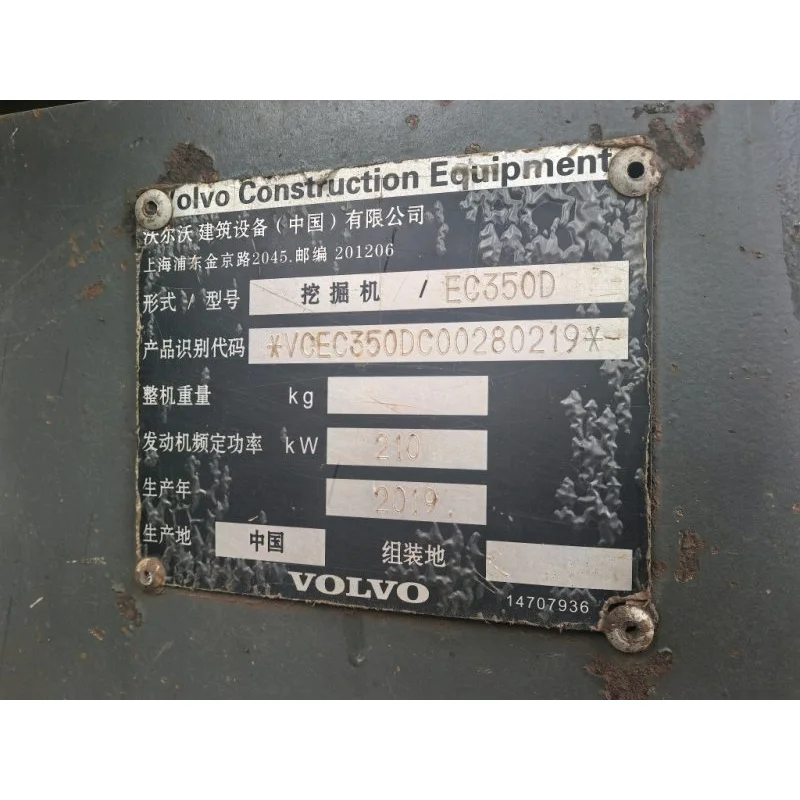 Volvo Construction Equipment
沃尔沃 建筑设备（中国）有限公司
上海浦东金京路2045.邮编 201206
形式 / 型号 挖掘机 / EC350D
产品识别代码 *VCEC350DC00280219*
整机重量 kg
发动机频定功率 kW 210
生产年 2019
生产地 中国 组装地
VOLVO
14707936